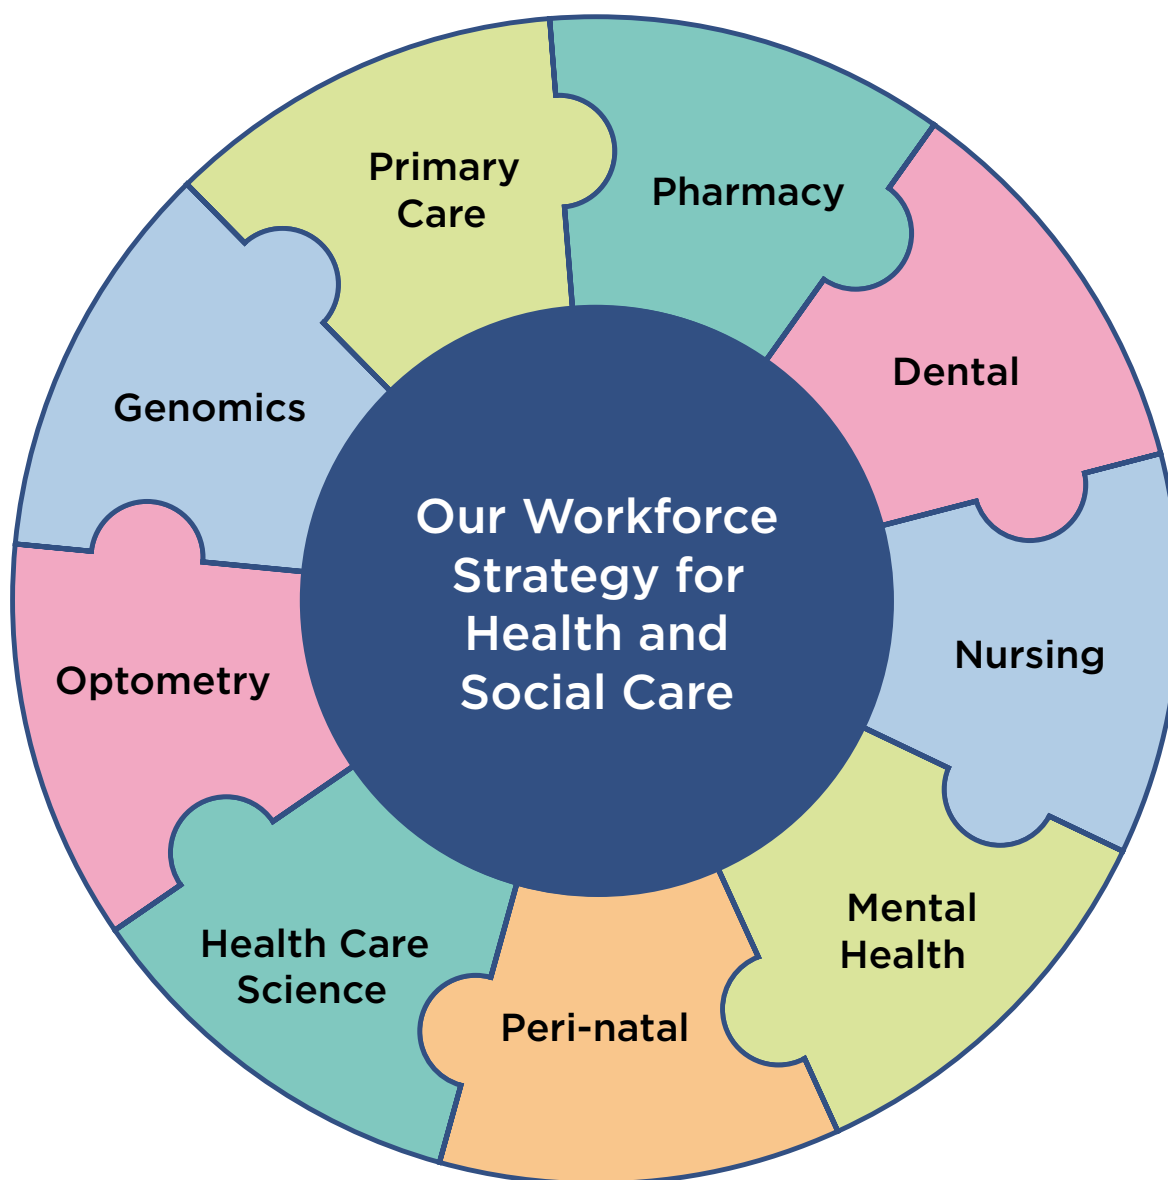 Primary
Care
Pharmacy
Dental
Nursing
Mental
Health
Peri-natal
Health Care
Science
Optometry
Genomics
Our Workforce
Strategy for
Health and
Social Care